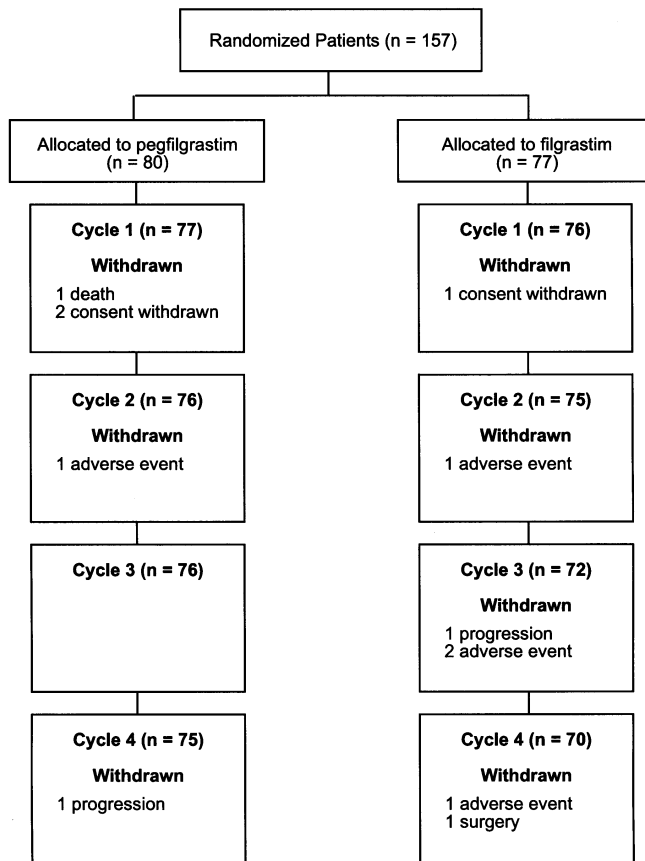 Randomized Patients (n = 157)
Allocated to pegfilgrastim
(n = 80)
Allocated to filgrastim
(n = 77)
Cycle 1 (n = 77)
Withdrawn
1 death
2 consent withdrawn
Cycle 1 (n = 76)
Withdrawn
1 consent withdrawn
Cycle 2 (n = 76)
Withdrawn
1 adverse event
Cycle 2 (n = 75)
Withdrawn
1 adverse event
Cycle 3 (n = 76)
Cycle 3 (n = 72)
Withdrawn
1 progression
2 adverse event
Cycle 4 (n = 75)
Withdrawn
1 progression
Cycle 4 (n = 70)
Withdrawn
1 adverse event
1 surgery